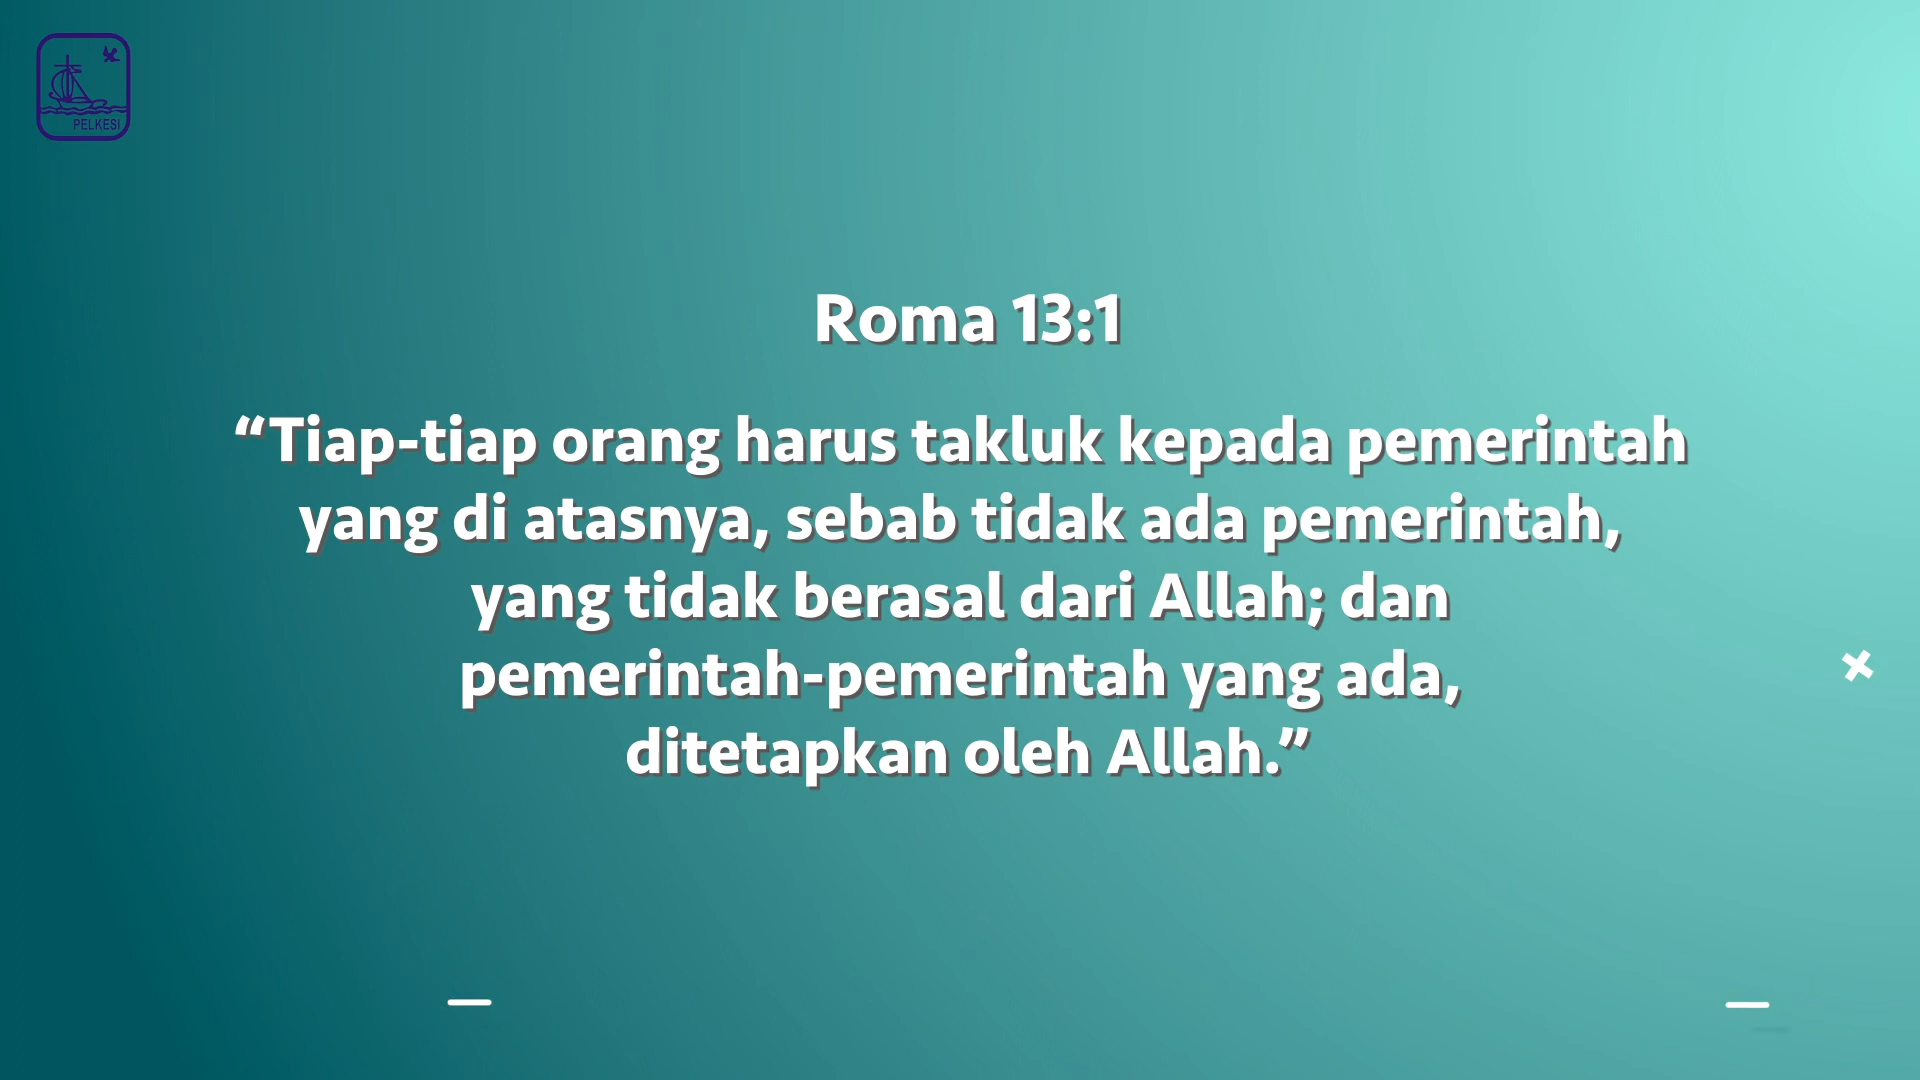 PELKESI
Roma 13:1
“Tiap-tiap orang harus takluk kepada pemerintah
yang di atasnya, sebab tidak ada pemerintah,
yang tidak berasal dari Allah; dan
pemerintah-pemerintah yang ada,
ditetapkan oleh Allah.”